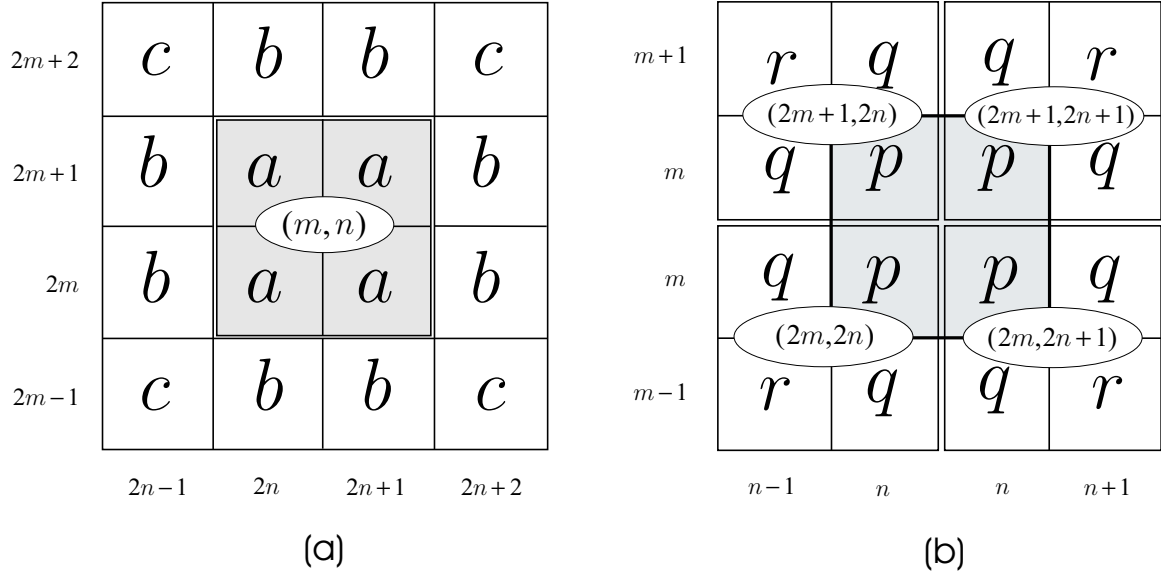 2m+2 c b b c
2m+1 b a a b
(m, n)
2m b a a b
2m−1 c b b c
2n−1 2n 2n+1 2n+2
(a)
m+1 r q q r
(2m+1,2n) (2m+1,2n+1)
m q p p q
m q p p q
(2m,2n) (2m,2n+1)
m−1 r q q r
n−1 n n n+1
(b)